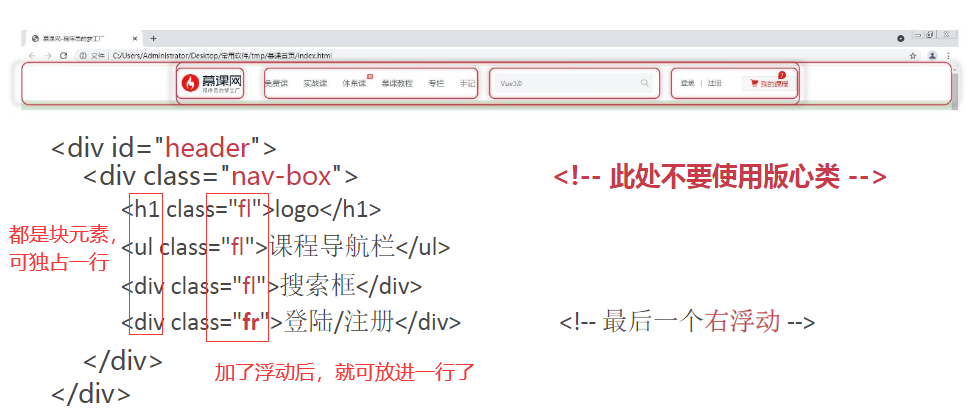 慕课网-程序员的梦工厂
文件 | C:/Users/Administrator/Desktop/常用软件/tmp/慕课首页/index.html
慕课网
程序员的梦工厂
免费课 实战课 体系课 慕课教程 专栏 手记
Vue3.0
登录 | 注册
我的课程
<div id="header">
<div class="nav-box"> <!-- 此处不要使用版心类 -->
<h1 class="fl">logo</h1>
都是块元素，
可独占一行
<ul class="fl">课程导航栏</ul>
<div class="fl">搜索框</div>
<div class="fr">登陆/注册</div> <!-- 最后一个右浮动 -->
</div>
加了浮动后，就可放进一行了
</div>